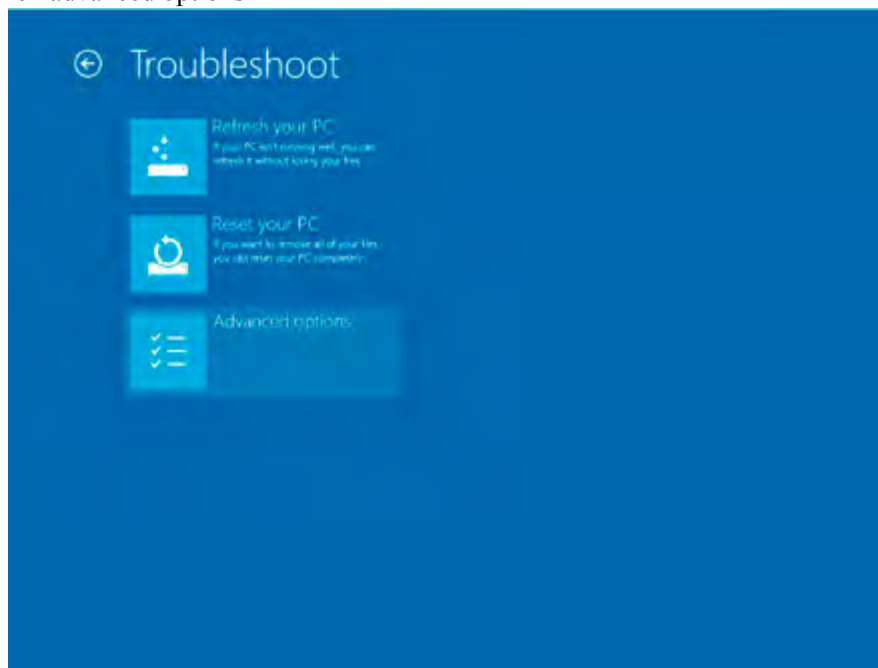 advanced options
Troubleshoot
Refresh your PC
If your PC isn't running well, you can
refresh it without losing your files
Reset your PC
If you want to remove all of your files,
you can reset your PC completely
Advanced options